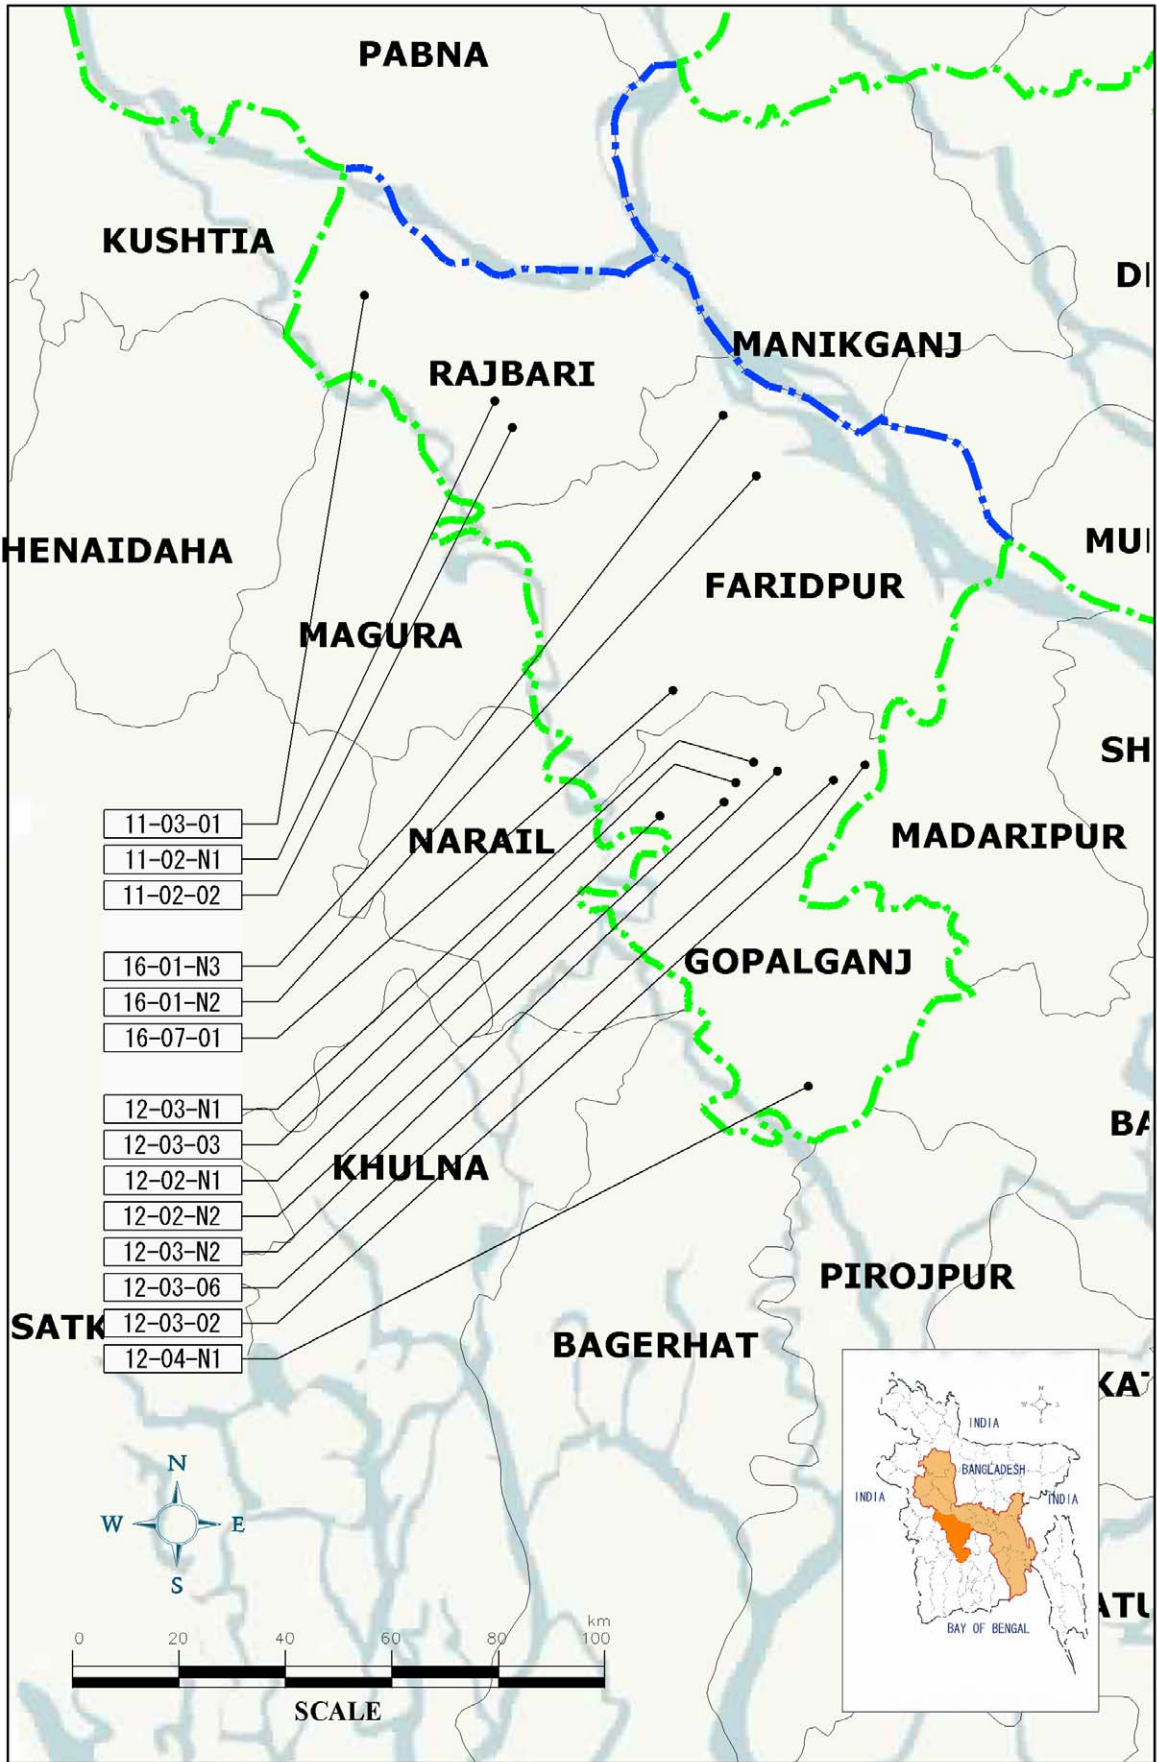 PABNA
KUSHTIA
DI
MANIKGANJ
RAJBARI
HENAIDAHA
MUI
FARIDPUR
MAGURA
SH
11-03-01
11-02-N1
11-02-02
NARAIL
MADARIPUR
16-01-N3
16-01-N2
16-07-01
GOPALGANJ
12-03-N1
12-03-03
12-02-N1
12-02-N2
12-03-N2
12-03-06
12-03-02
12-04-N1
KHULNA
BA
PIROJPUR
SATK
BAGERHAT
KAT
N
W E
S
N
W
S
INDIA
BANGLADESH
INDIA
INDIA
BAY OF BENGAL
ATU
km
0 20 40 60 80 100
SCALE